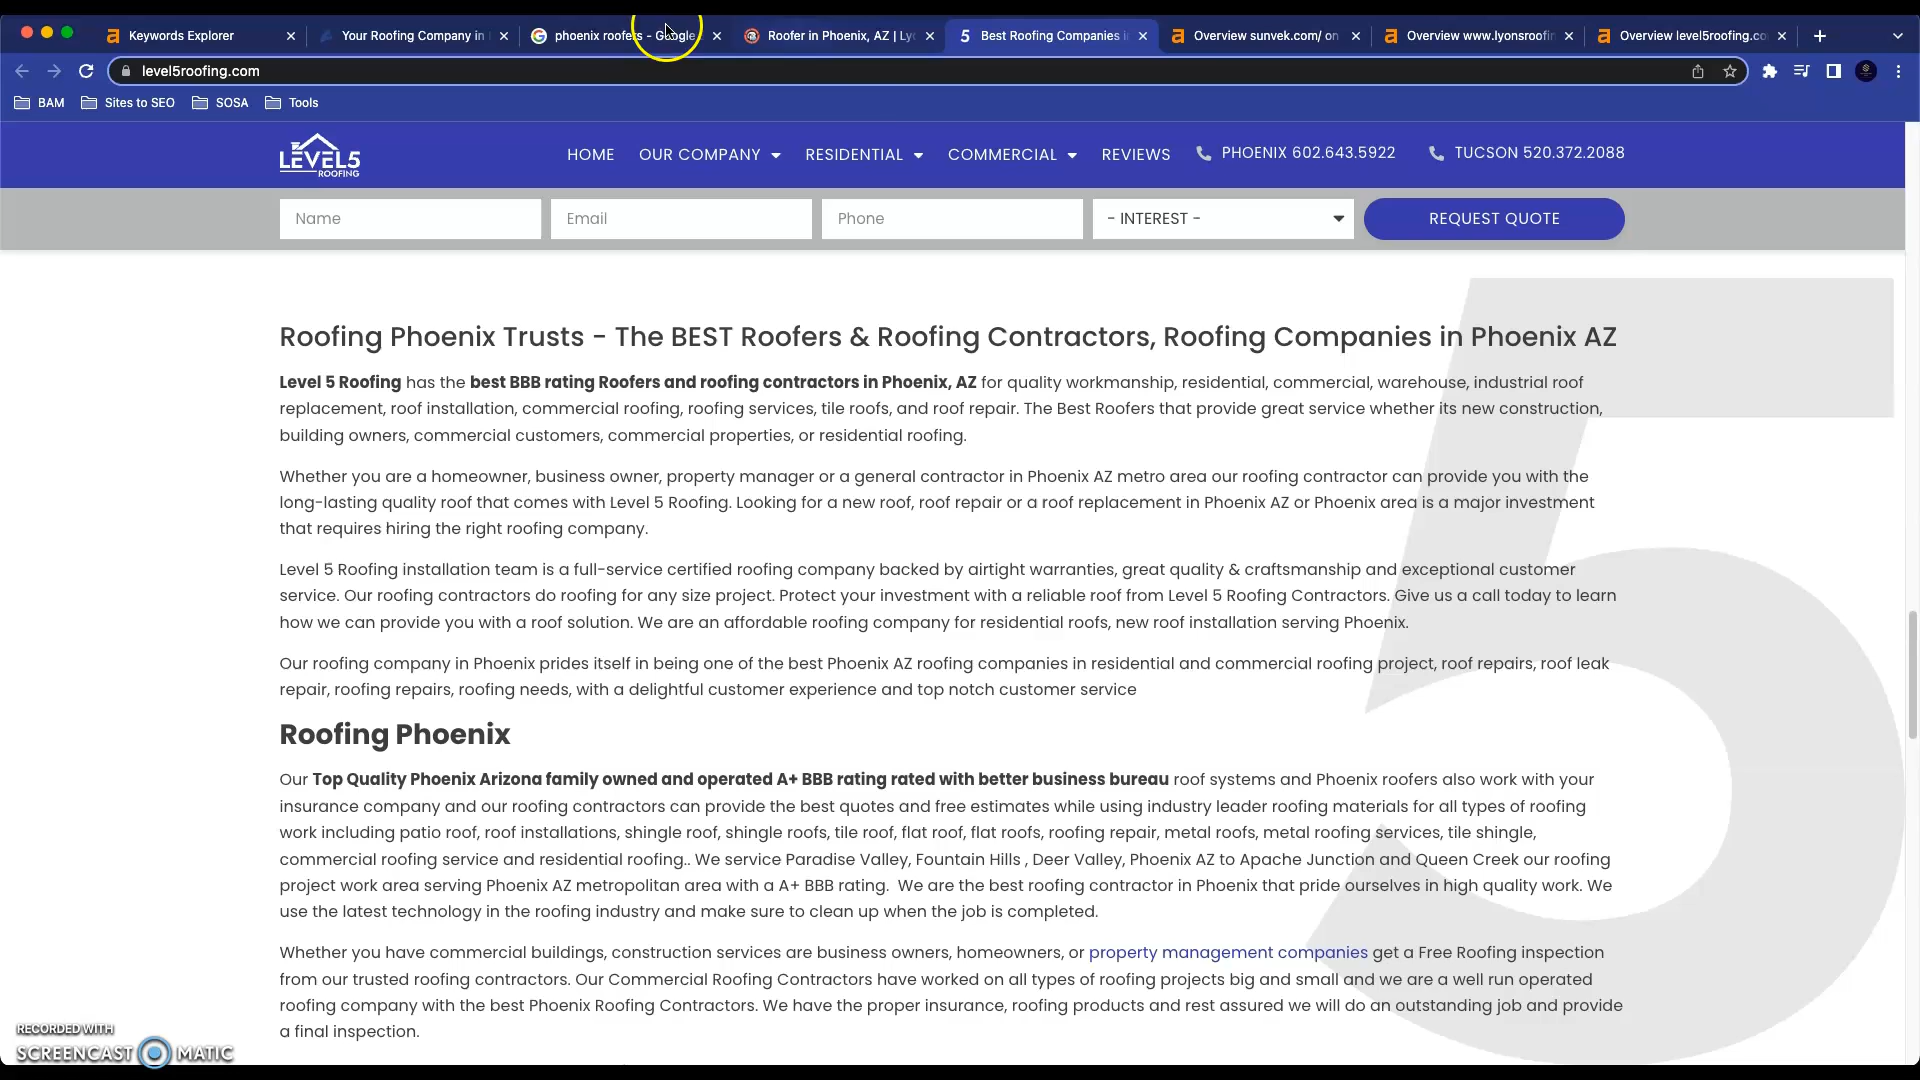 Keywords Explorer
Your Roofing Company in
phoenix roofers - Google
Roofer in Phoenix, AZ | Ly
Best Roofing Companies i
Overview sunvek.com/ on
Overview www.lyonsroofin
Overview level5roofing.co
level5roofing.com
BAM
Sites to SEO
SOSA
Tools
LEVEL5
ROOFING
HOME
OUR COMPANY
RESIDENTIAL
COMMERCIAL
REVIEWS
PHOENIX 602.643.5922
TUCSON 520.372.2088
Name
Email
Phone
- INTEREST -
REQUEST QUOTE
Roofing Phoenix Trusts - The BEST Roofers & Roofing Contractors, Roofing Companies in Phoenix AZ
Level 5 Roofing has the best BBB rating Roofers and roofing contractors in Phoenix, AZ for quality workmanship, residential, commercial, warehouse, industrial roof
replacement, roof installation, commercial roofing, roofing services, tile roofs, and roof repair. The Best Roofers that provide great service whether its new construction,
building owners, commercial customers, commercial properties, or residential roofing.
Whether you are a homeowner, business owner, property manager or a general contractor in Phoenix AZ metro area our roofing contractor can provide you with the
long-lasting quality roof that comes with Level 5 Roofing. Looking for a new roof, roof repair or a roof replacement in Phoenix AZ or Phoenix area is a major investment
that requires hiring the right roofing company.
Level 5 Roofing installation team is a full-service certified roofing company backed by airtight warranties, great quality & craftsmanship and exceptional customer
service. Our roofing contractors do roofing for any size project. Protect your investment with a reliable roof from Level 5 Roofing Contractors. Give us a call today to learn
how we can provide you with a roof solution. We are an affordable roofing company for residential roofs, new roof installation serving Phoenix.
Our roofing company in Phoenix prides itself in being one of the best Phoenix AZ roofing companies in residential and commercial roofing project, roof repairs, roof leak
repair, roofing repairs, roofing needs, with a delightful customer experience and top notch customer service
Roofing Phoenix
Our Top Quality Phoenix Arizona family owned and operated A+ BBB rating rated with better business bureau roof systems and Phoenix roofers also work with your
insurance company and our roofing contractors can provide the best quotes and free estimates while using industry leader roofing materials for all types of roofing
work including patio roof, roof installations, shingle roof, shingle roofs, tile roof, flat roof, flat roofs, roofing repair, metal roofs, metal roofing services, tile shingle,
commercial roofing service and residential roofing.. We service Paradise Valley, Fountain Hills , Deer Valley, Phoenix AZ to Apache Junction and Queen Creek our roofing
project work area serving Phoenix AZ metropolitan area with a A+ BBB rating.  We are the best roofing contractor in Phoenix that pride ourselves in high quality work. We
use the latest technology in the roofing industry and make sure to clean up when the job is completed.
Whether you have commercial buildings, construction services are business owners, homeowners, or property management companies get a Free Roofing inspection
from our trusted roofing contractors. Our Commercial Roofing Contractors have worked on all types of roofing projects big and small and we are a well run operated
roofing company with the best Phoenix Roofing Contractors. We have the proper insurance, roofing products and rest assured we will do an outstanding job and provide
a final inspection.
5
RECORDED WITH
SCREENCAST MATIC